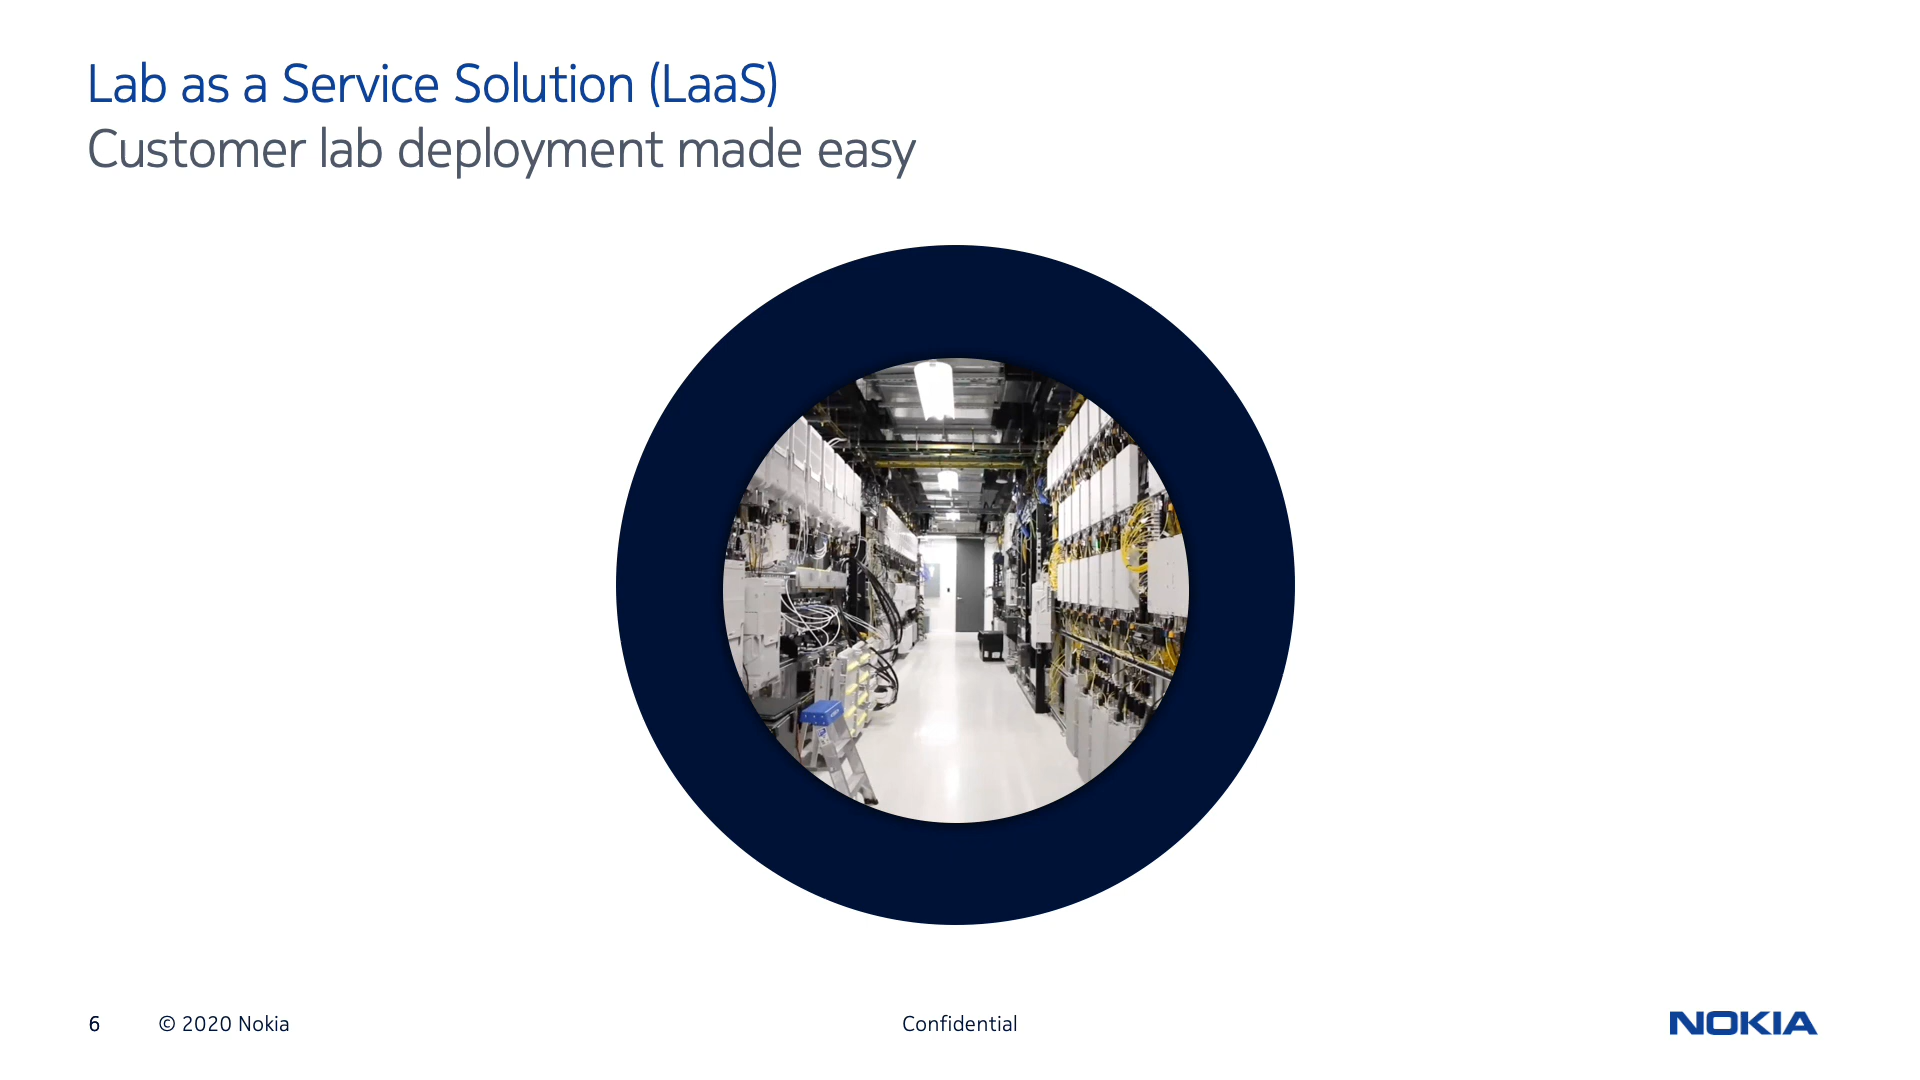 Lab as a Service Solution (LaaS)
Customer lab deployment made easy
6 © 2020 Nokia Confidential NOKIA